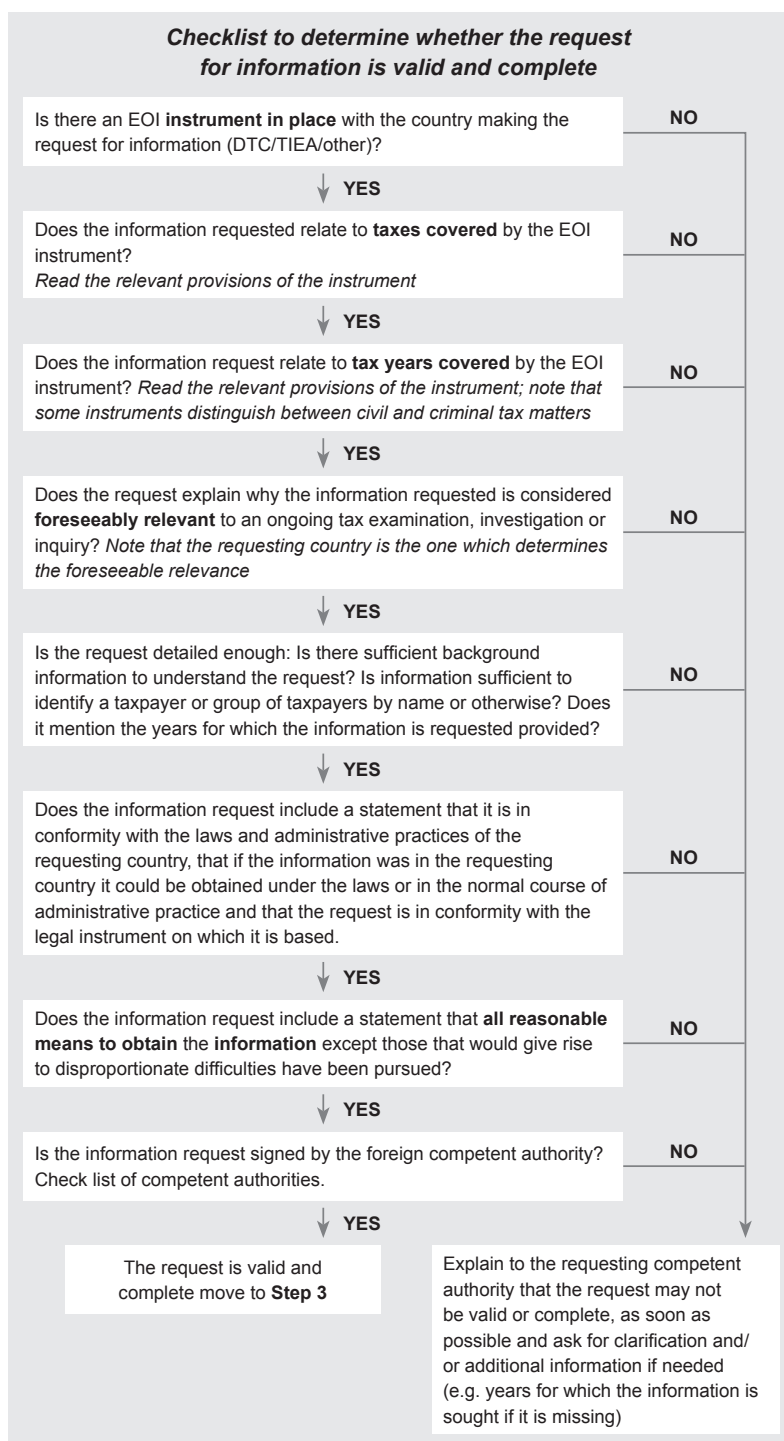 Checklist to determine whether the request
for information is valid and complete
Is there an EOI instrument in place with the country making the
request for information (DTC/TIEA/other)?
NO
YES
Does the information requested relate to taxes covered by the EOI
instrument?
Read the relevant provisions of the instrument
NO
YES
Does the information request relate to tax years covered by the EOI
instrument? Read the relevant provisions of the instrument; note that
some instruments distinguish between civil and criminal tax matters
NO
YES
Does the request explain why the information requested is considered
foreseeably relevant to an ongoing tax examination, investigation or
inquiry? Note that the requesting country is the one which determines
the foreseeable relevance
NO
YES
Is the request detailed enough: Is there sufficient background
information to understand the request? Is information sufficient to
identify a taxpayer or group of taxpayers by name or otherwise? Does
it mention the years for which the information is requested provided?
NO
YES
Does the information request include a statement that it is in
conformity with the laws and administrative practices of the
requesting country, that if the information was in the requesting
country it could be obtained under the laws or in the normal course of
administrative practice and that the request is in conformity with the
legal instrument on which it is based.
NO
YES
Does the information request include a statement that all reasonable
means to obtain the information except those that would give rise
to disproportionate difficulties have been pursued?
NO
YES
Is the information request signed by the foreign competent authority?
Check list of competent authorities.
NO
YES
The request is valid and
complete move to Step 3
Explain to the requesting competent
authority that the request may not
be valid or complete, as soon as
possible and ask for clarification and/
or additional information if needed
(e.g. years for which the information is
sought if it is missing)